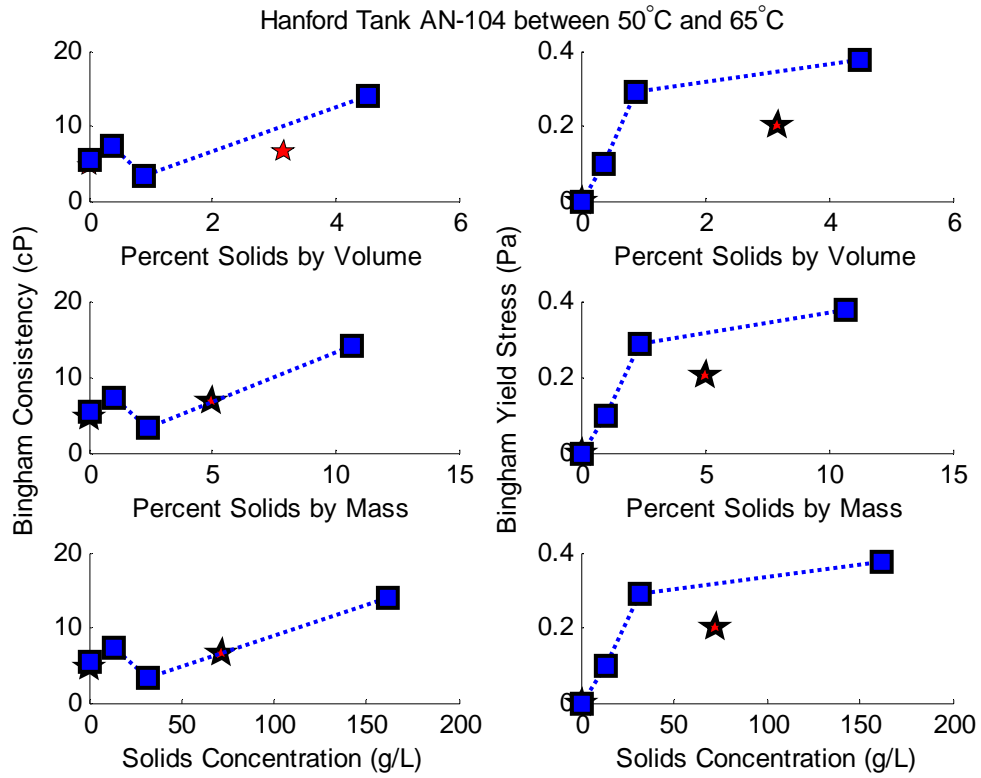 Hanford Tank AN-104 between 50°C and 65°C
20
10
0
0 2 4 6
Percent Solids by Volume
0.4
0.2
0
0 2 4 6
Percent Solids by Volume
Bingham Consistency (cP)
20
10
0
0 5 10 15
Percent Solids by Mass
Bingham Yield Stress (Pa)
0.4
0.2
0
0 5 10 15
Percent Solids by Mass
20
10
0
0 50 100 150 200
Solids Concentration (g/L)
0.4
0.2
0
0 50 100 150 200
Solids Concentration (g/L)